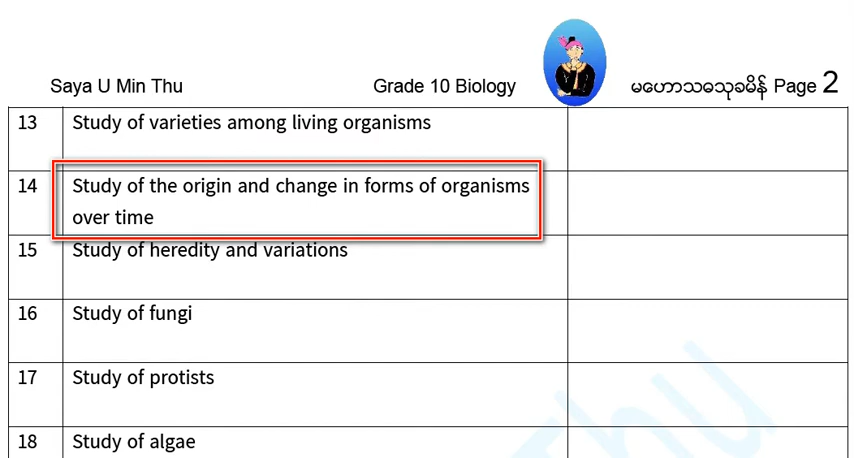 Saya U Min Thu Grade 10 Biology မဟောသဓသုခမိန် Page 2
13 Study of varieties among living organisms
14 Study of the origin and change in forms of organisms
over time
15 Study of heredity and variations
16 Study of fungi
17 Study of protists
18 Study of algae
Thu